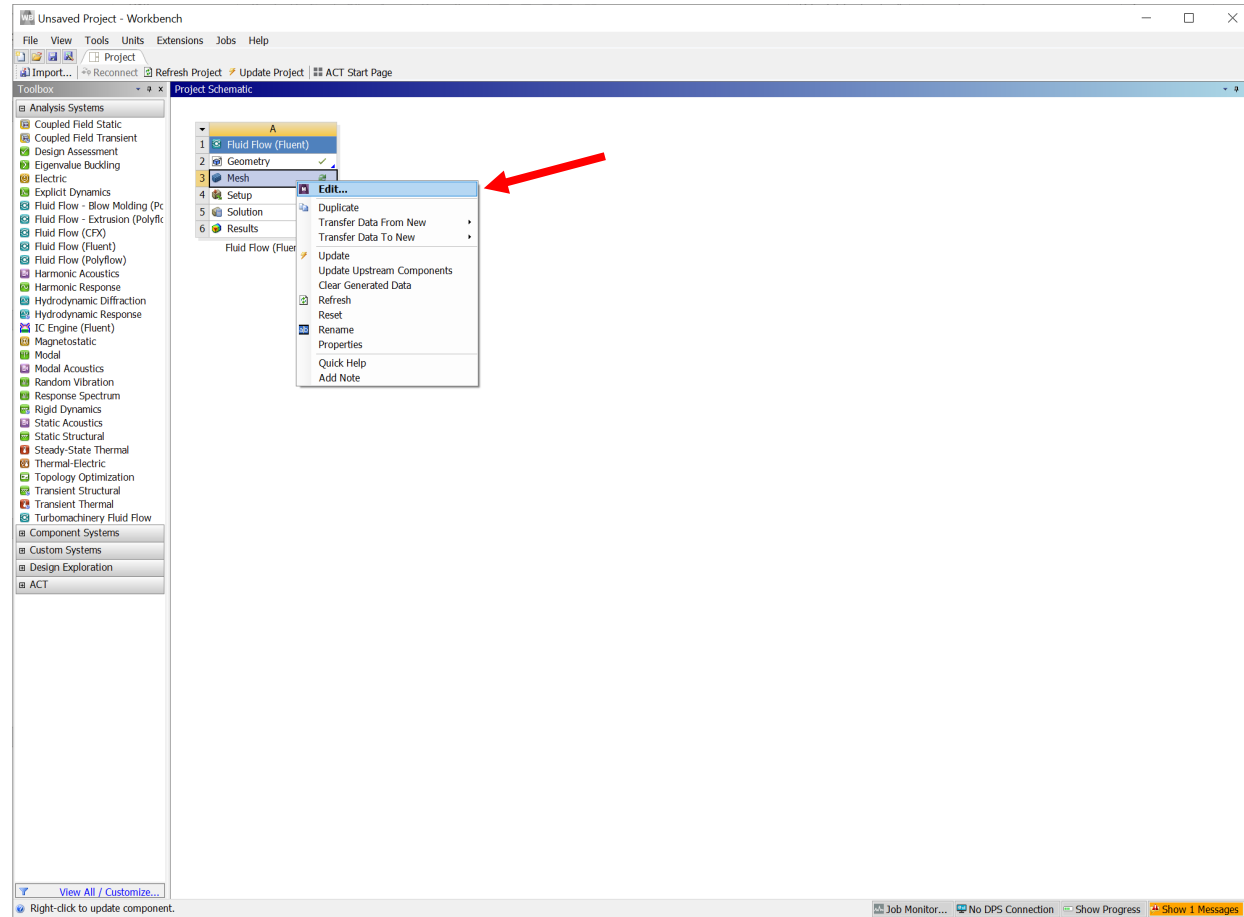 WB Unsaved Project - Workbench
File View Tools Units Extensions Jobs Help
Project
Import... Reconnect Refresh Project Update Project ACT Start Page
Toolbox
Project Schematic
Analysis Systems
Coupled Field Static
Coupled Field Transient
Design Assessment
Eigenvalue Buckling
Electric
Explicit Dynamics
Fluid Flow - Blow Molding (Po
Fluid Flow - Extrusion (Polyflo
Fluid Flow (CFX)
Fluid Flow (Fluent)
Fluid Flow (Polyflow)
Harmonic Acoustics
Harmonic Response
Hydrodynamic Diffraction
Hydrodynamic Response
IC Engine (Fluent)
Magnetostatic
Modal
Modal Acoustics
Random Vibration
Response Spectrum
Rigid Dynamics
Static Acoustics
Static Structural
Steady-State Thermal
Thermal-Electric
Topology Optimization
Transient Structural
Transient Thermal
Turbomachinery Fluid Flow
Component Systems
Custom Systems
Design Exploration
ACT
View All / Customize...
A
1 Fluid Flow (Fluent)
2 Geometry
3 Mesh
4 Setup
5 Solution
6 Results
Fluid Flow (Fluer
Edit...
Duplicate
Transfer Data From New
Transfer Data To New
Update
Update Upstream Components
Clear Generated Data
Refresh
Reset
Rename
Properties
Quick Help
Add Note
Right-click to update component.
Job Monitor... No DPS Connection Show Progress Show 1 Messages